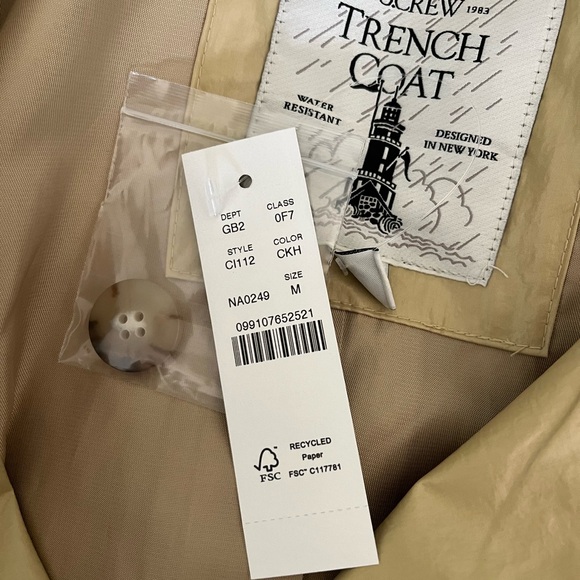 J.CREW 1983
TRENCH
COAT
WATER
RESISTANT
DESIGNED
IN NEW YORK
DEPT CLASS
GB2 0F7
STYLE COLOR
CI112 CKH
SIZE
NA0249 M
099107652521
RECYCLED
Paper
FSC™ C117781
FSC